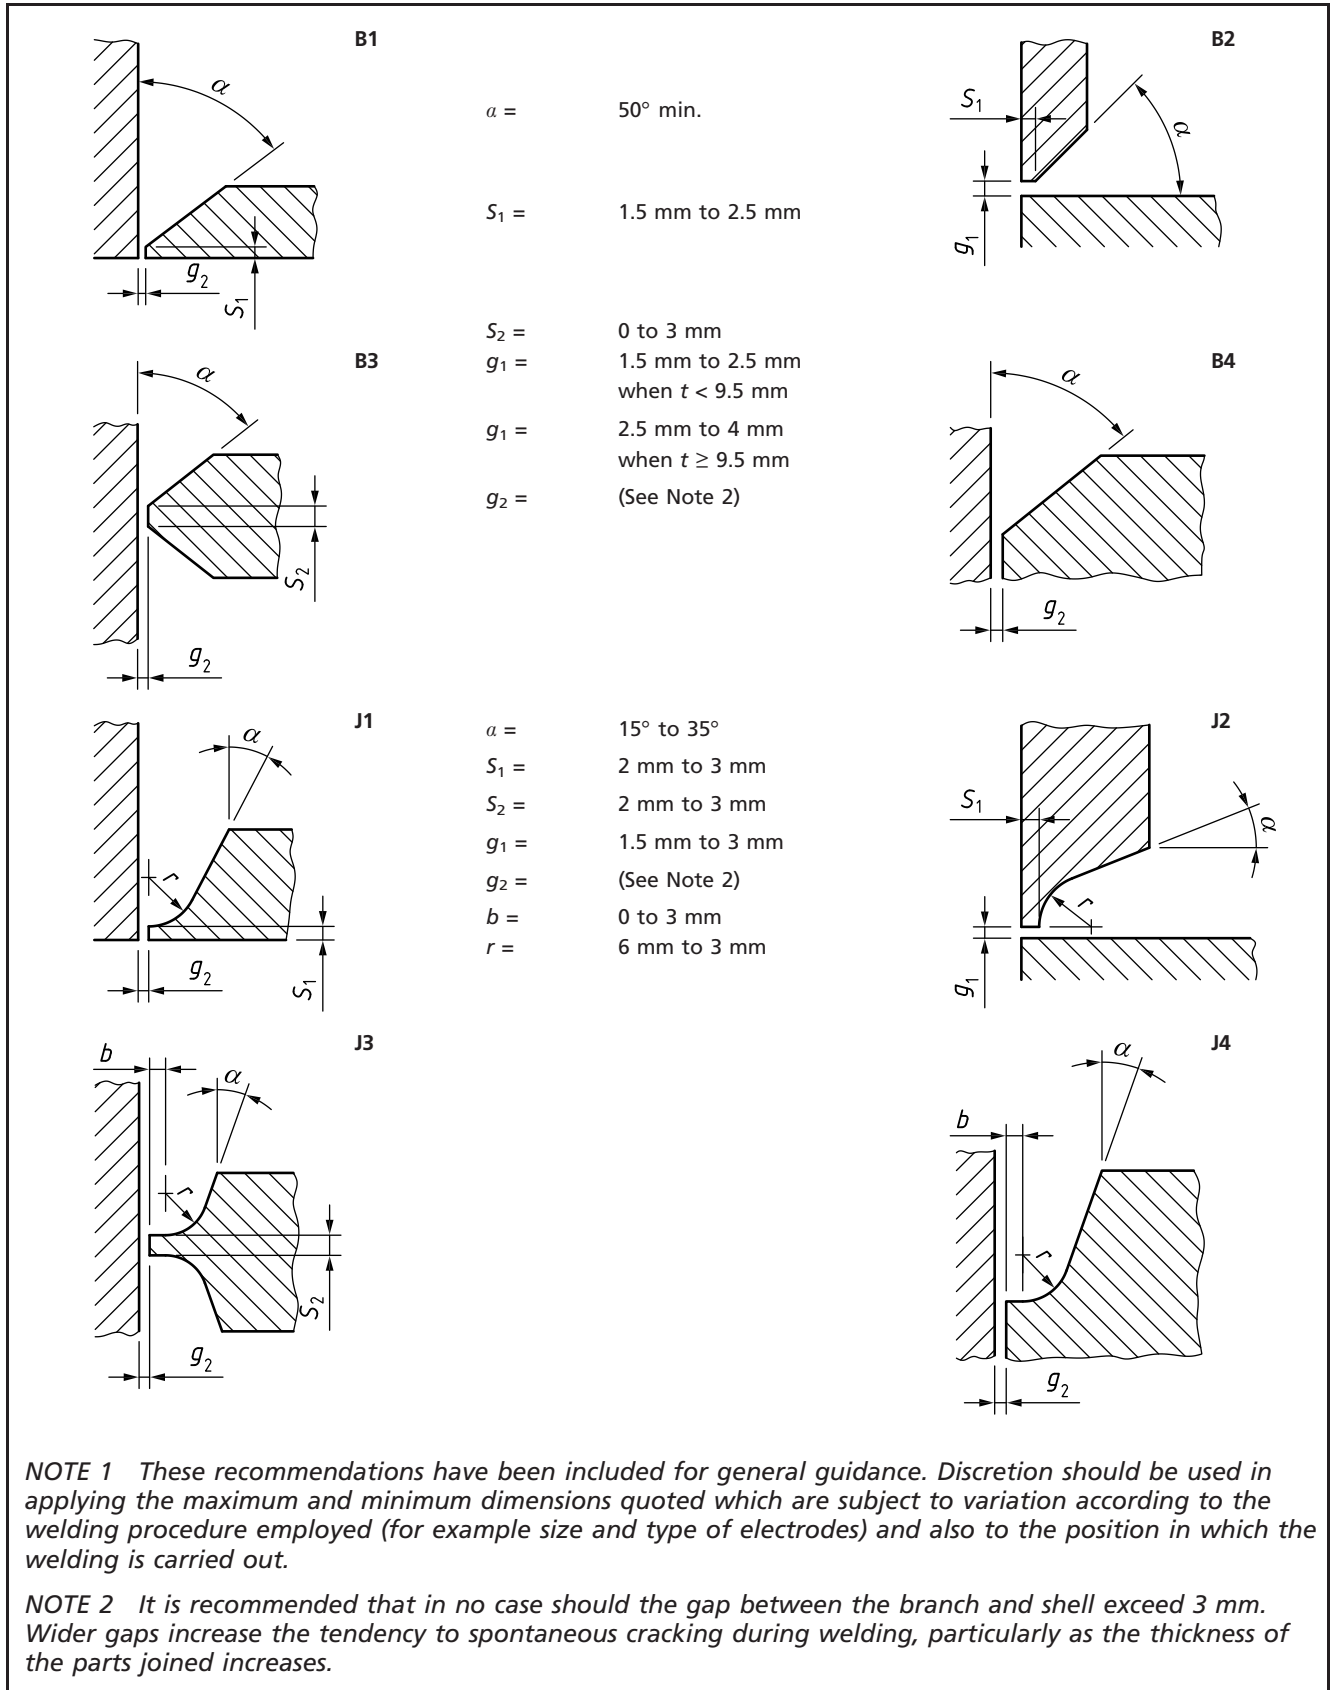 B1
α
g₂
S₁
α = 50° min.
S₁ = 1.5 mm to 2.5 mm
B2
S₁
α
g₁
S₂ = 0 to 3 mm
g₁ = 1.5 mm to 2.5 mm
when t < 9.5 mm
g₁ = 2.5 mm to 4 mm
when t ≥ 9.5 mm
g₂ = (See Note 2)
B3
α
S₂
g₂
B4
α
g₂
J1
α
r
g₂
S₁
α = 15° to 35°
S₁ = 2 mm to 3 mm
S₂ = 2 mm to 3 mm
g₁ = 1.5 mm to 3 mm
g₂ = (See Note 2)
b = 0 to 3 mm
r = 6 mm to 3 mm
J2
S₁
α
r
g₁
J3
b
α
r
S₂
g₂
J4
α
b
r
g₂
NOTE 1 These recommendations have been included for general guidance. Discretion should be used in
applying the maximum and minimum dimensions quoted which are subject to variation according to the
welding procedure employed (for example size and type of electrodes) and also to the position in which the
welding is carried out.
NOTE 2 It is recommended that in no case should the gap between the branch and shell exceed 3 mm.
Wider gaps increase the tendency to spontaneous cracking during welding, particularly as the thickness of
the parts joined increases.